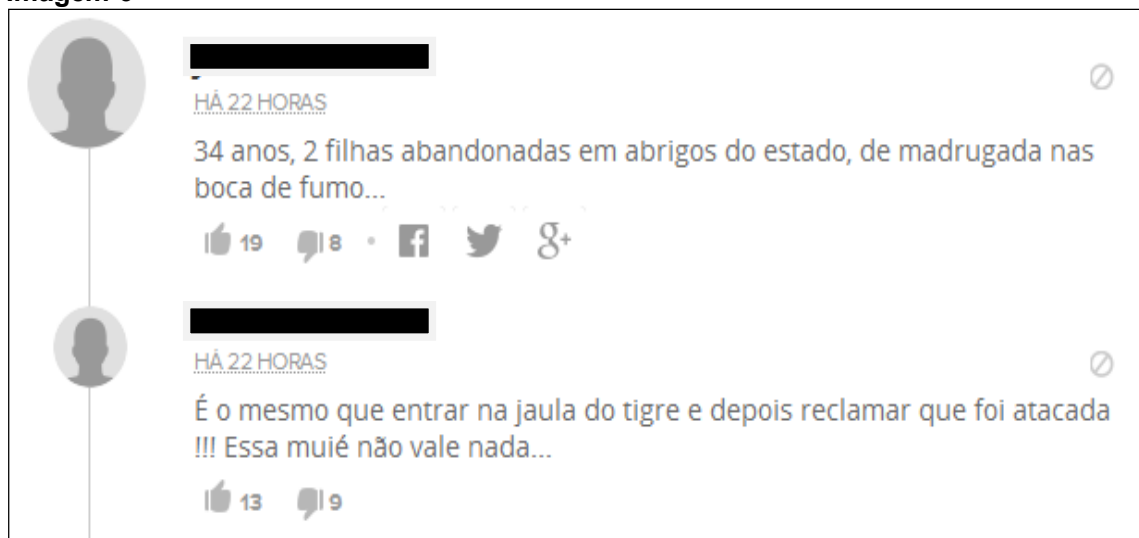 HÁ 22 HORAS
34 anos, 2 filhas abandonadas em abrigos do estado, de madrugada nas
boca de fumo...
19 8
HÁ 22 HORAS
É o mesmo que entrar na jaula do tigre e depois reclamar que foi atacada
!!! Essa muié não vale nada...
13 9